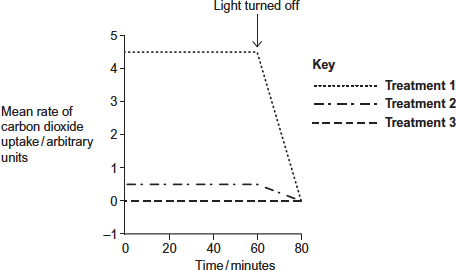 Light turned off
5
4
3
2
1
0
–1
Mean rate of
carbon dioxide
uptake/arbitrary
units
0 20 40 60 80
Time/minutes
Key
Treatment 1
Treatment 2
Treatment 3